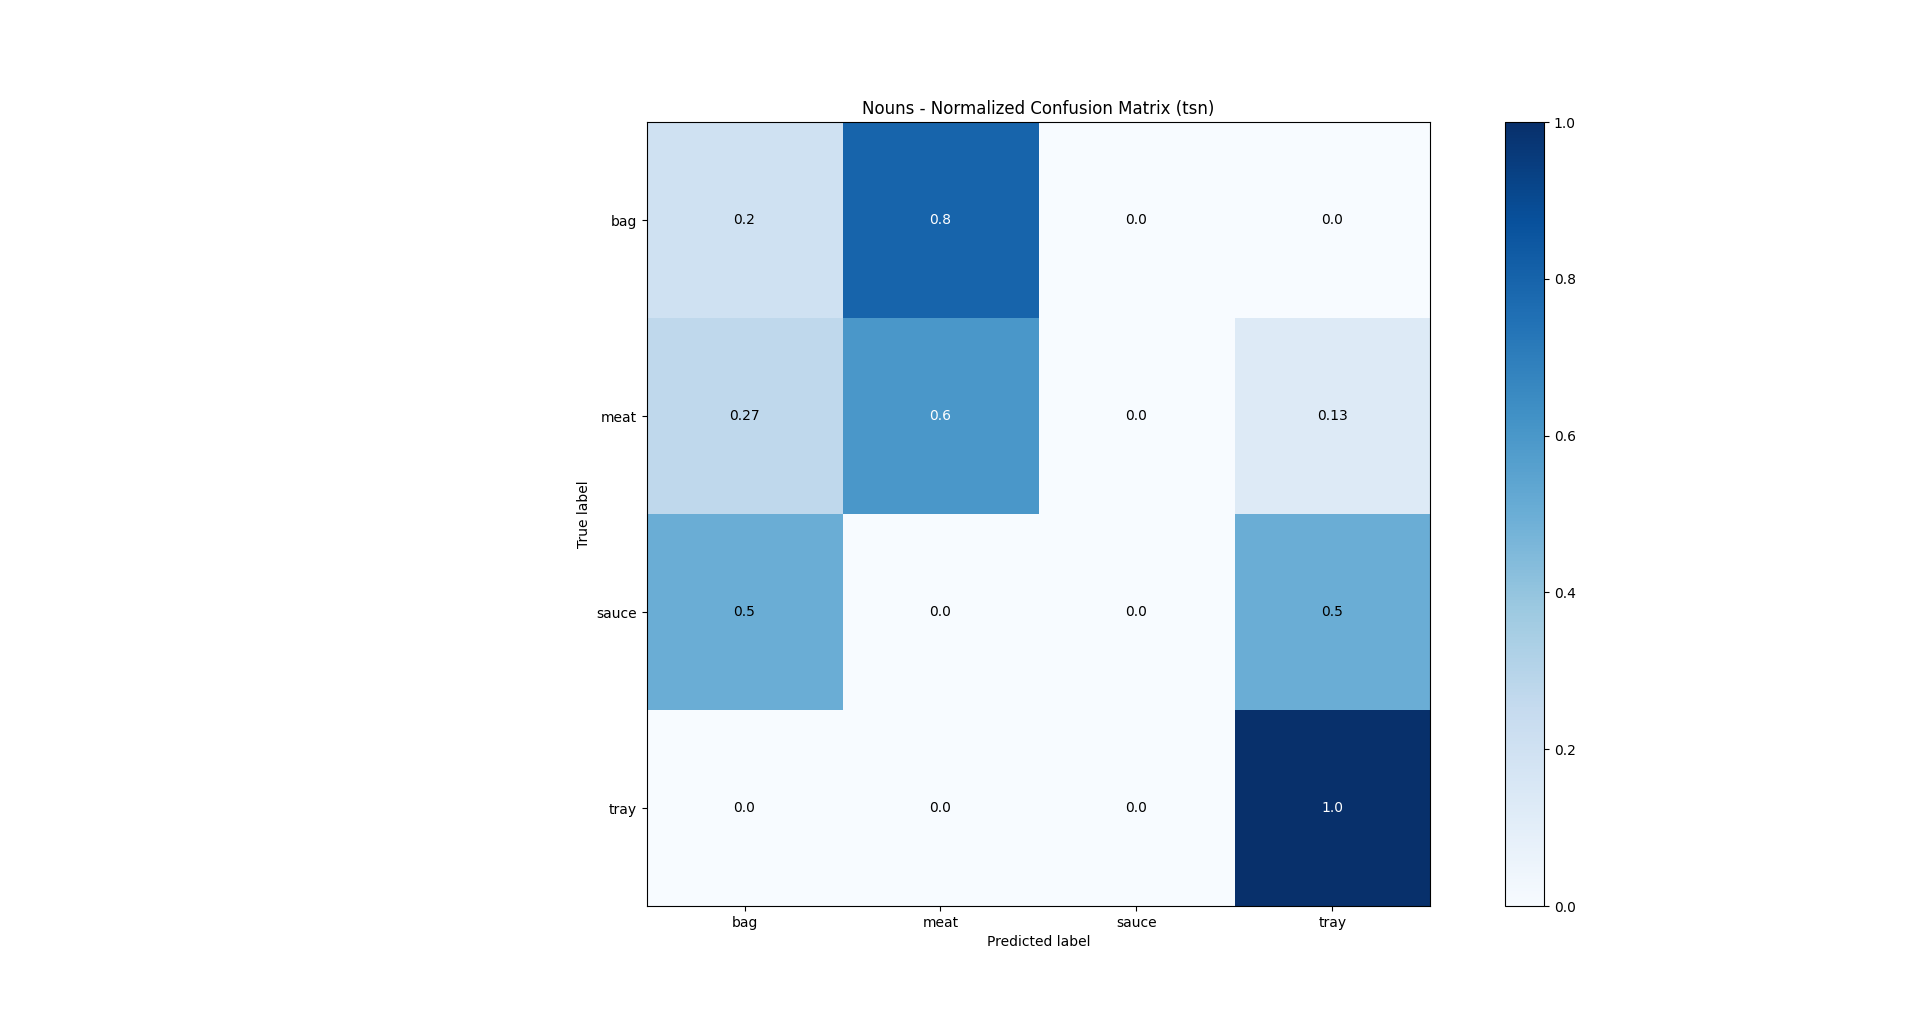 Nouns - Normalized Confusion Matrix (tsn)
True label
bag 0.2 0.8 0.0 0.0
meat 0.27 0.6 0.0 0.13
sauce 0.5 0.0 0.0 0.5
tray 0.0 0.0 0.0 1.0
bag meat sauce tray
Predicted label
1.0
0.8
0.6
0.4
0.2
0.0